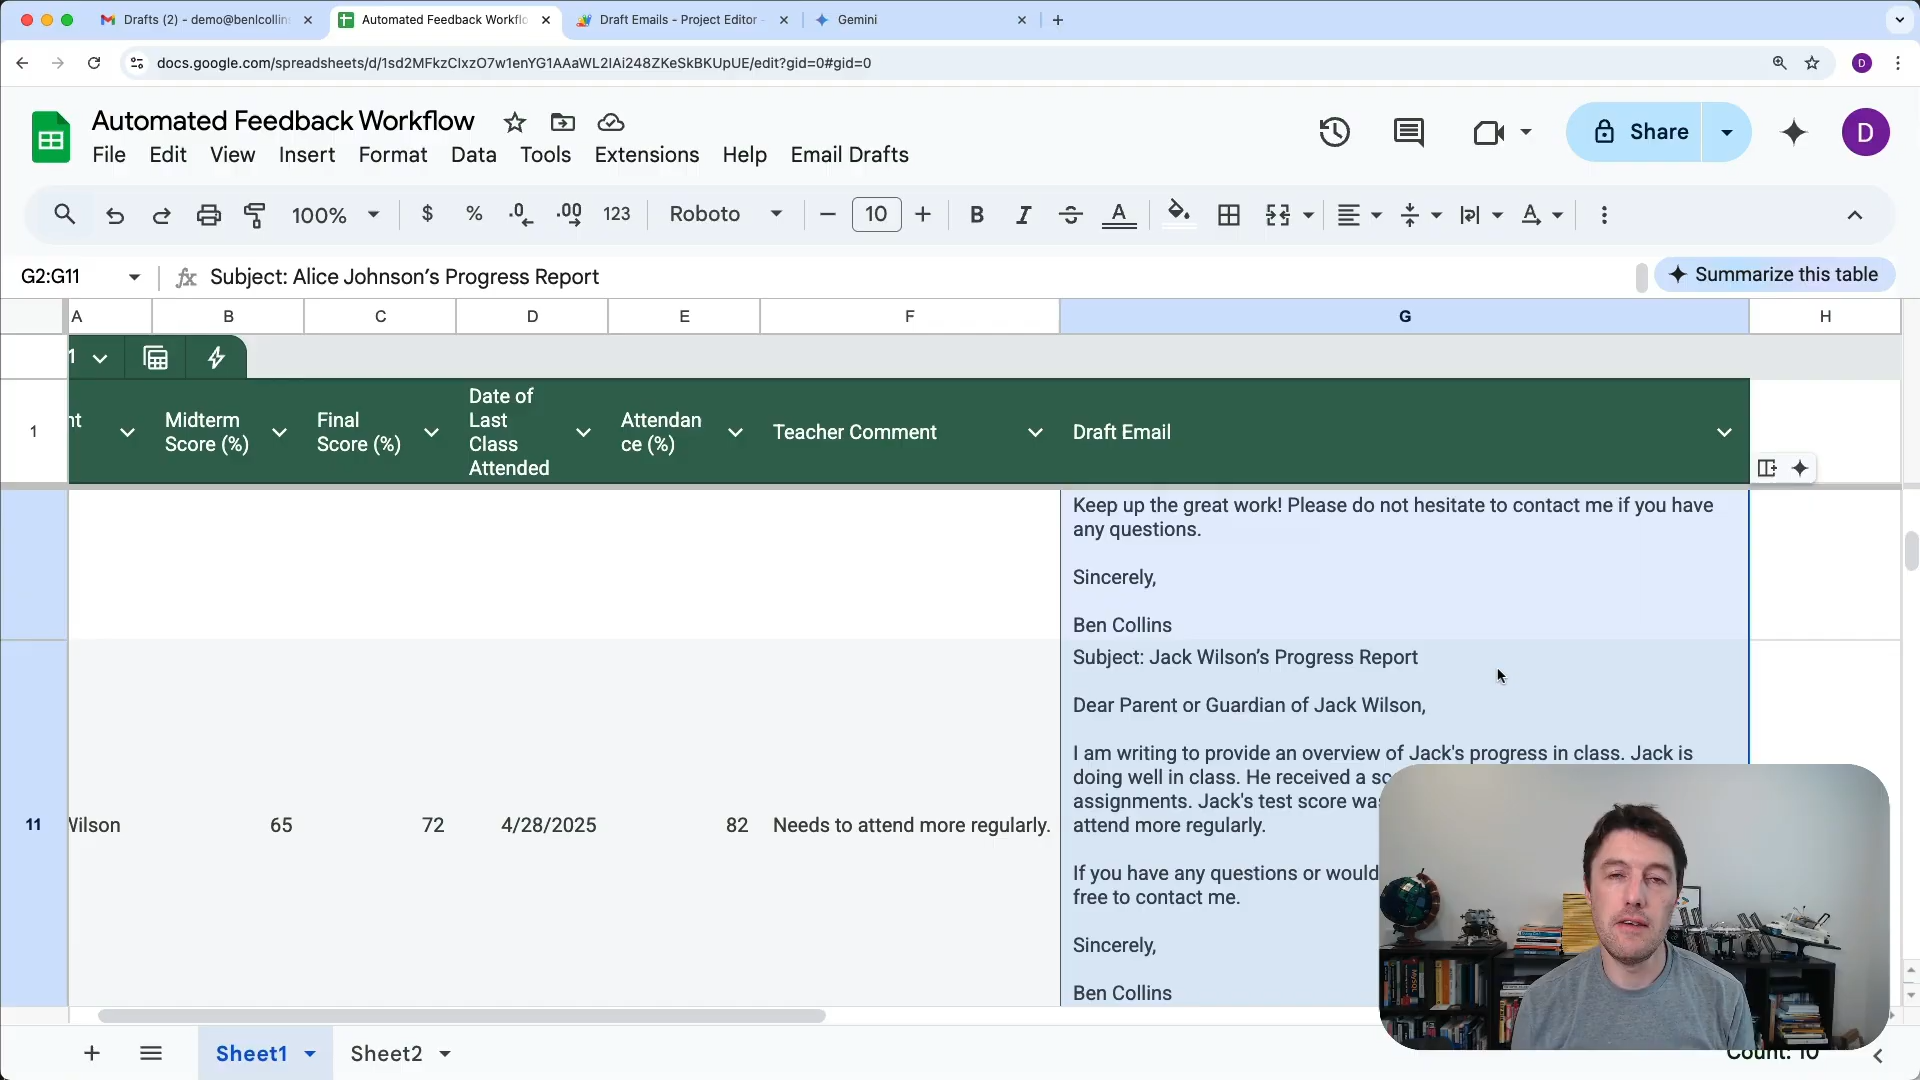 Drafts (2) - demo@benlcollin
Automated Feedback Workflo
Draft Emails - Project Editor -
Gemini
docs.google.com/spreadsheets/d/1sd2MFkzCIxzO7w1enYG1AAaWL2IAi248ZKeSkBKUpUE/edit?gid=0#gid=0
D
Automated Feedback Workflow
Share
D
File Edit View Insert Format Data Tools Extensions Help Email Drafts
100% $ % .0 .00 123 Roboto 10 B I S A A
G2:G11 fx Subject: Alice Johnson’s Progress Report
Summarize this table
A B C D E F G H
1
1
nt
Midterm
Score (%)
Final
Score (%)
Date of
Last
Class
Attended
Attendan
ce (%)
Teacher Comment
Draft Email
Keep up the great work! Please do not hesitate to contact me if you have
any questions.
Sincerely,
Ben Collins
11
Wilson
65
72
4/28/2025
82
Needs to attend more regularly.
Subject: Jack Wilson’s Progress Report
Dear Parent or Guardian of Jack Wilson,
I am writing to provide an overview of Jack's progress in class. Jack is
doing well in class. He received a sc
assignments. Jack's test score was
attend more regularly.
If you have any questions or would
free to contact me.
Sincerely,
Ben Collins
MySQL
Sheet1
Sheet2
Count: 10